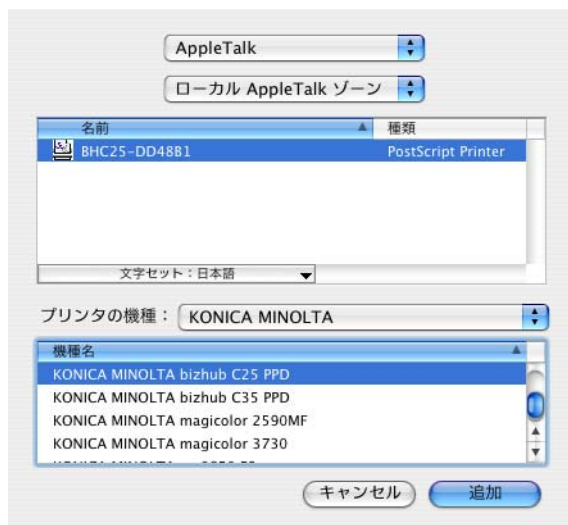 AppleTalk
ローカル AppleTalk ゾーン
名前 種類
BHC25-DD48B1 PostScript Printer
文字セット：日本語
プリンタの機種： KONICA MINOLTA
機種名
KONICA MINOLTA bizhub C25 PPD
KONICA MINOLTA bizhub C35 PPD
KONICA MINOLTA magicolor 2590MF
KONICA MINOLTA magicolor 3730
キャンセル 追加